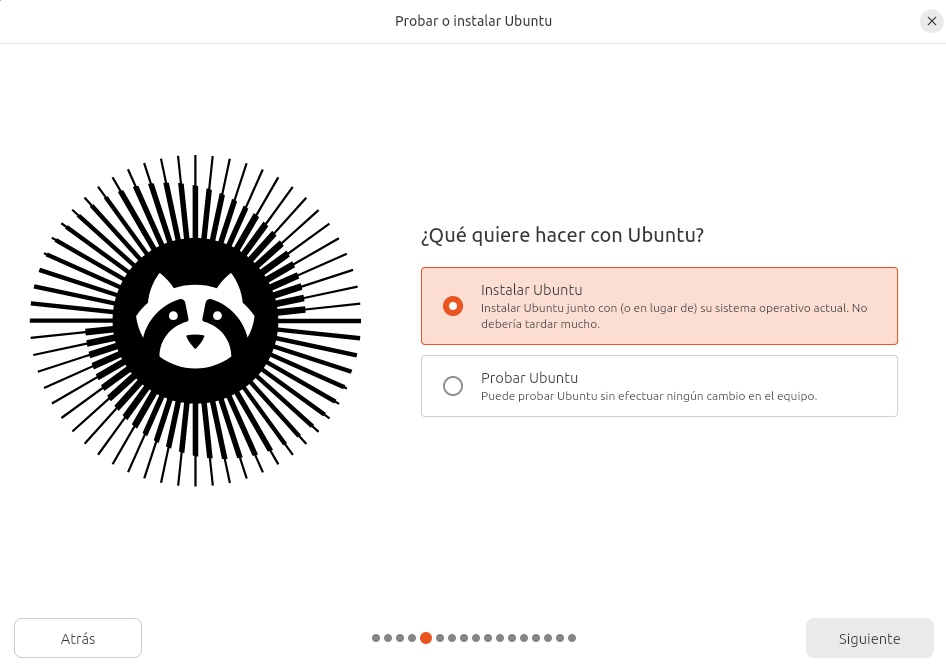 Probar o instalar Ubuntu
¿Qué quiere hacer con Ubuntu?
Instalar Ubuntu
Instalar Ubuntu junto con (o en lugar de) su sistema operativo actual. No
debería tardar mucho.
Probar Ubuntu
Puede probar Ubuntu sin efectuar ningún cambio en el equipo.
Atrás
Siguiente